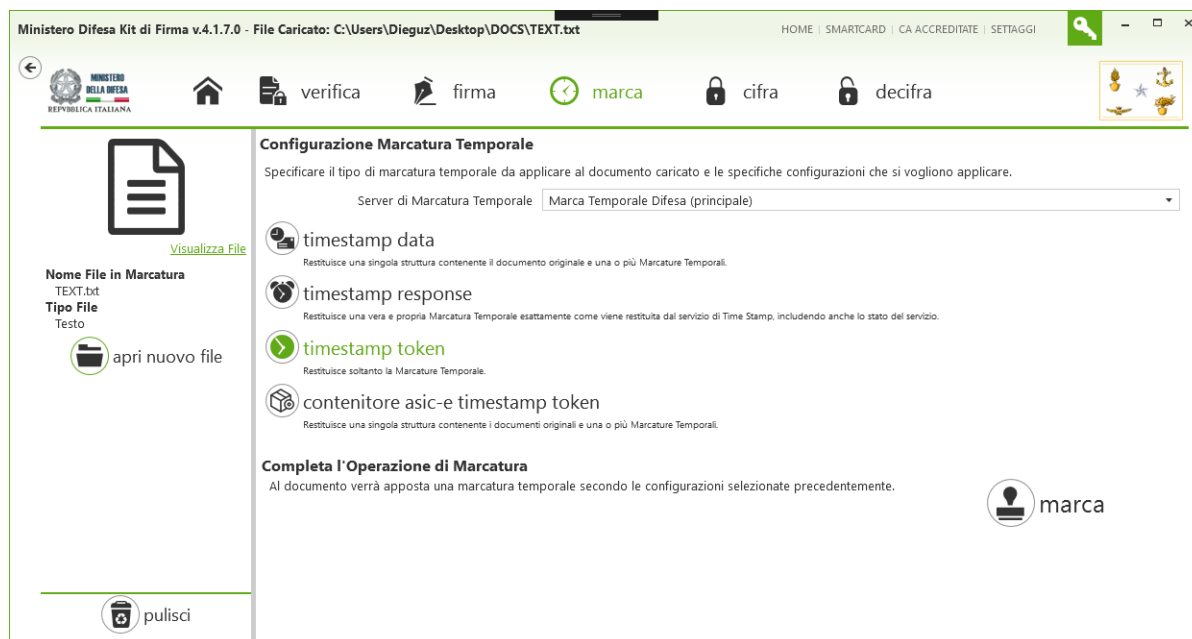 Ministero Difesa Kit di Firma v.4.1.7.0 - File Caricato: C:\Users\Dieguz\Desktop\DOCS\TEXT.txt
HOME | SMARTCARD | CA ACCREDITATE | SETTAGGI
MINISTERO
DELLA DIFESA
REPVBBLICA ITALIANA
verifica
firma
marca
cifra
decifra
Visualizza File
Nome File in Marcatura
TEXT.txt
Tipo File
Testo
apri nuovo file
pulisci
Configurazione Marcatura Temporale
Specificare il tipo di marcatura temporale da applicare al documento caricato e le specifiche configurazioni che si vogliono applicare.
Server di Marcatura Temporale Marca Temporale Difesa (principale)
timestamp data
Restituisce una singola struttura contenente il documento originale e una o più Marcature Temporali.
timestamp response
Restituisce una vera e propria Marcatura Temporale esattamente come viene restituita dal servizio di Time Stamp, includendo anche lo stato del servizio.
timestamp token
Restituisce soltanto la Marcature Temporale.
contenitore asic-e timestamp token
Restituisce una singola struttura contenente i documenti originali e una o più Marcature Temporali.
Completa l'Operazione di Marcatura
Al documento verrà apposta una marcatura temporale secondo le configurazioni selezionate precedentemente.
marca